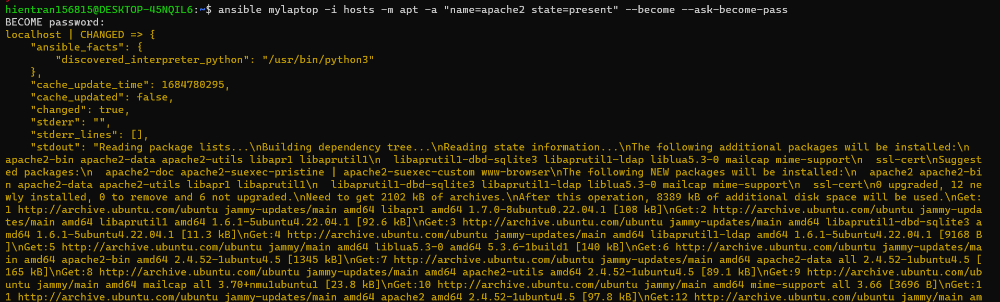 hientran156815@DESKTOP-45NQIL6:~$ ansible mylaptop -i hosts -m apt -a "name=apache2 state=present" --become --ask-become-pass
BECOME password:
localhost | CHANGED => {
    "ansible_facts": {
        "discovered_interpreter_python": "/usr/bin/python3"
    },
    "cache_update_time": 1684780295,
    "cache_updated": false,
    "changed": true,
    "stderr": "",
    "stderr_lines": [],
    "stdout": "Reading package lists...\nBuilding dependency tree...\nReading state information...\nThe following additional packages will be installed:\n
apache2-bin apache2-data apache2-utils libapr1 libaprutil1\n  libaprutil1-dbd-sqlite3 libaprutil1-ldap liblua5.3-0 mailcap mime-support\n  ssl-cert\nSuggest
ed packages:\n  apache2-doc apache2-suexec-pristine | apache2-suexec-custom www-browser\nThe following NEW packages will be installed:\n  apache2 apache2-bi
n apache2-data apache2-utils libapr1 libaprutil1\n  libaprutil1-dbd-sqlite3 libaprutil1-ldap liblua5.3-0 mailcap mime-support\n  ssl-cert\n0 upgraded, 12 ne
wly installed, 0 to remove and 6 not upgraded.\nNeed to get 2102 kB of archives.\nAfter this operation, 8389 kB of additional disk space will be used.\nGet:
1 http://archive.ubuntu.com/ubuntu jammy-updates/main amd64 libapr1 amd64 1.7.0-8ubuntu0.22.04.1 [108 kB]\nGet:2 http://archive.ubuntu.com/ubuntu jammy-upda
tes/main amd64 libaprutil1 amd64 1.6.1-5ubuntu4.22.04.1 [92.6 kB]\nGet:3 http://archive.ubuntu.com/ubuntu jammy-updates/main amd64 libaprutil1-dbd-sqlite3 a
md64 1.6.1-5ubuntu4.22.04.1 [11.3 kB]\nGet:4 http://archive.ubuntu.com/ubuntu jammy-updates/main amd64 libaprutil1-ldap amd64 1.6.1-5ubuntu4.22.04.1 [9168 B
]\nGet:5 http://archive.ubuntu.com/ubuntu jammy/main amd64 liblua5.3-0 amd64 5.3.6-1build1 [140 kB]\nGet:6 http://archive.ubuntu.com/ubuntu jammy-updates/ma
in amd64 apache2-bin amd64 2.4.52-1ubuntu4.5 [1345 kB]\nGet:7 http://archive.ubuntu.com/ubuntu jammy-updates/main amd64 apache2-data all 2.4.52-1ubuntu4.5 [
165 kB]\nGet:8 http://archive.ubuntu.com/ubuntu jammy-updates/main amd64 apache2-utils amd64 2.4.52-1ubuntu4.5 [89.1 kB]\nGet:9 http://archive.ubuntu.com/ub
untu jammy/main amd64 mailcap all 3.70+nmu1ubuntu1 [23.8 kB]\nGet:10 http://archive.ubuntu.com/ubuntu jammy/main amd64 mime-support all 3.66 [3696 B]\nGet:1
1 http://archive.ubuntu.com/ubuntu jammy-updates/main amd64 apache2 amd64 2.4.52-1ubuntu4.5 [97.8 kB]\nGet:12 http://archive.ubuntu.com/ubuntu jammy/main am